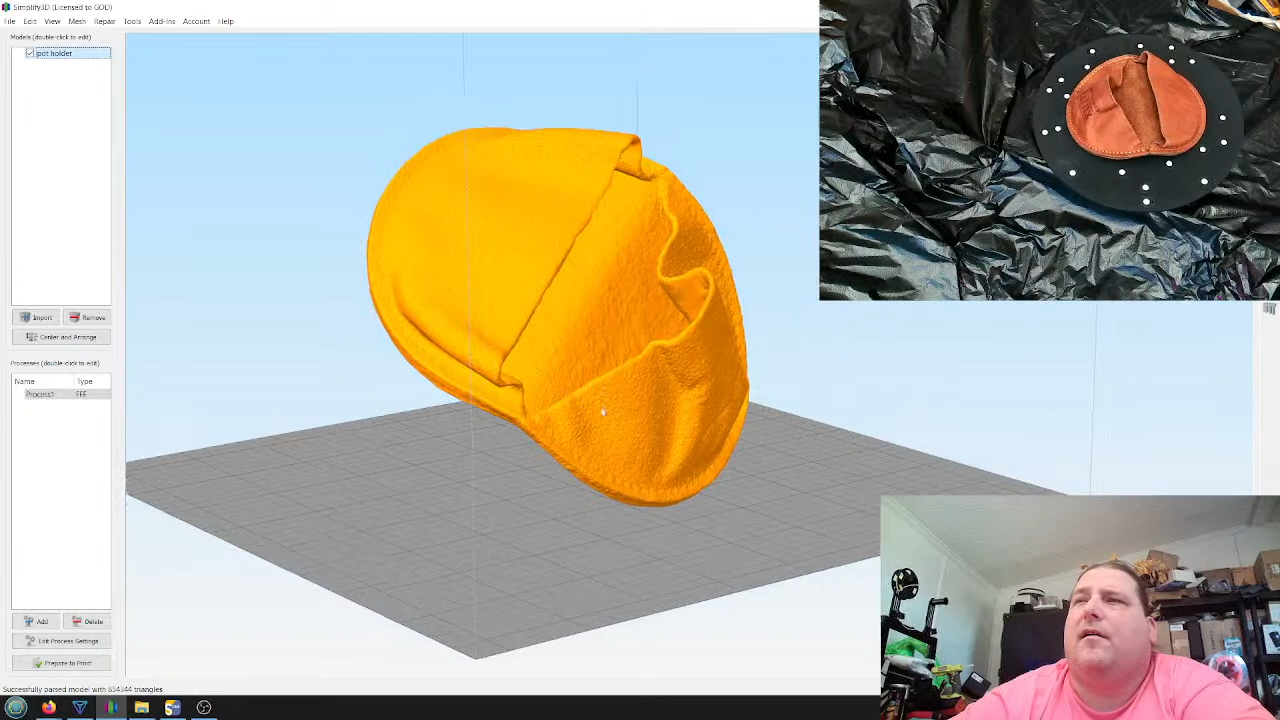 Simplify3D (Licensed to GOD)
File Edit View Mesh Repair Tools Add-Ins Account Help
Models (double-click to edit)
pot holder
Import Remove
Center and Arrange
Processes (double-click to edit)
Name Type
Process1 FFF
Add Delete
Edit Process Settings
Prepare to Print!
Successfully parsed model with 854344 triangles